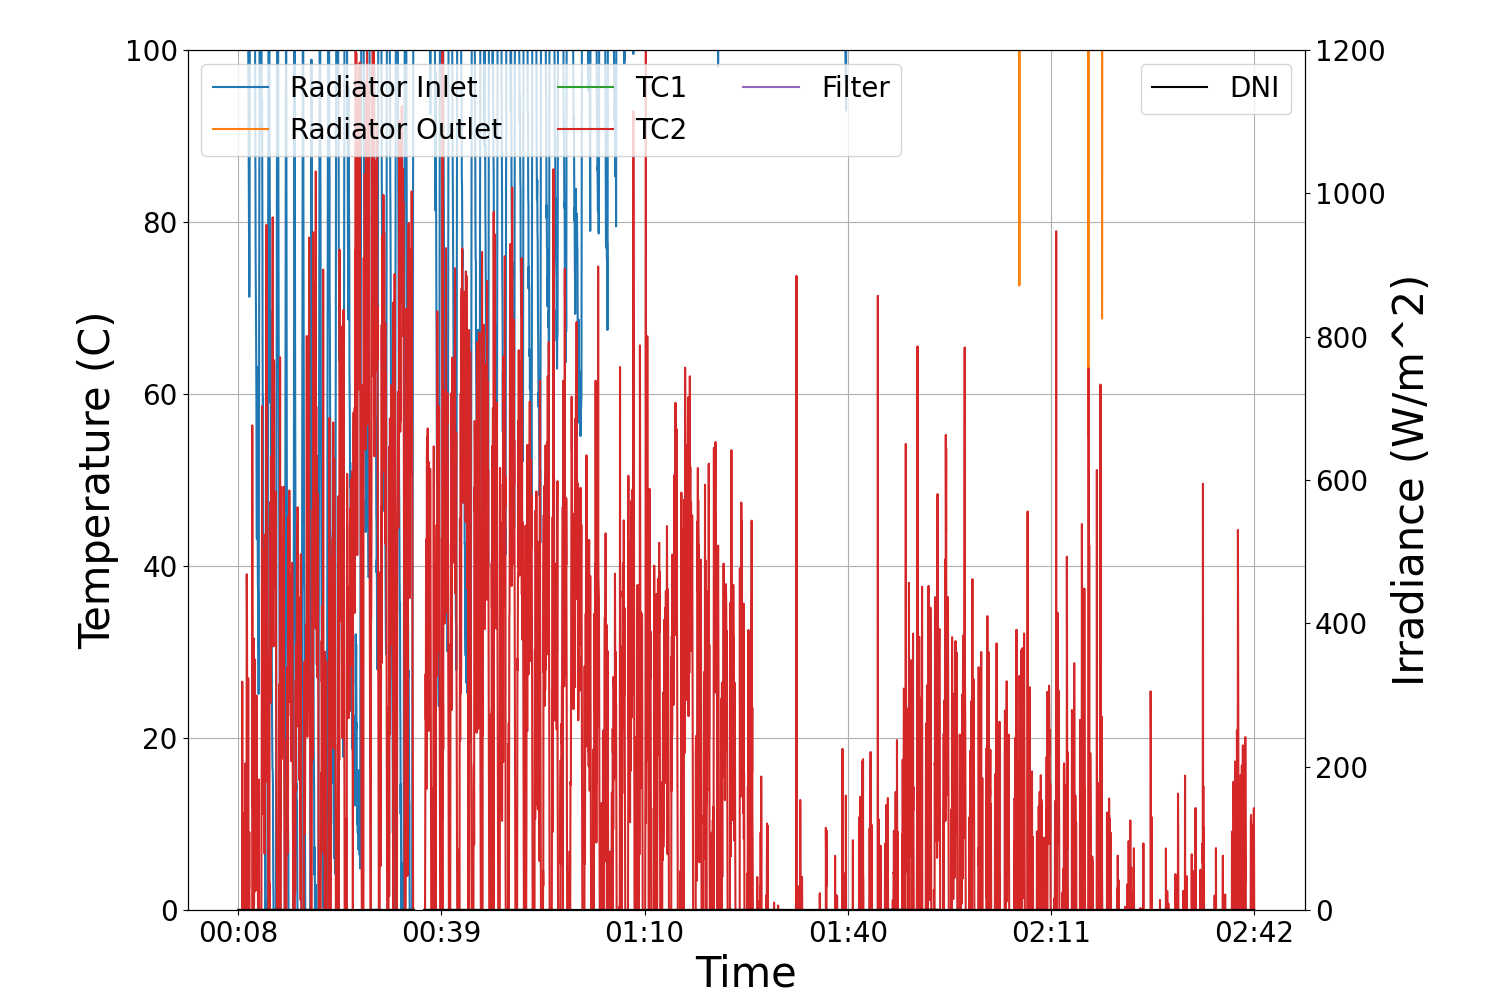 Radiator Inlet
Radiator Outlet
TC1
TC2
Filter
DNI
Temperature (C)
100
80
60
40
20
0
1200
1000
800
600
400
200
0
Irradiance (W/m^2)
00:08 00:39 01:10 01:40 02:11 02:42
Time